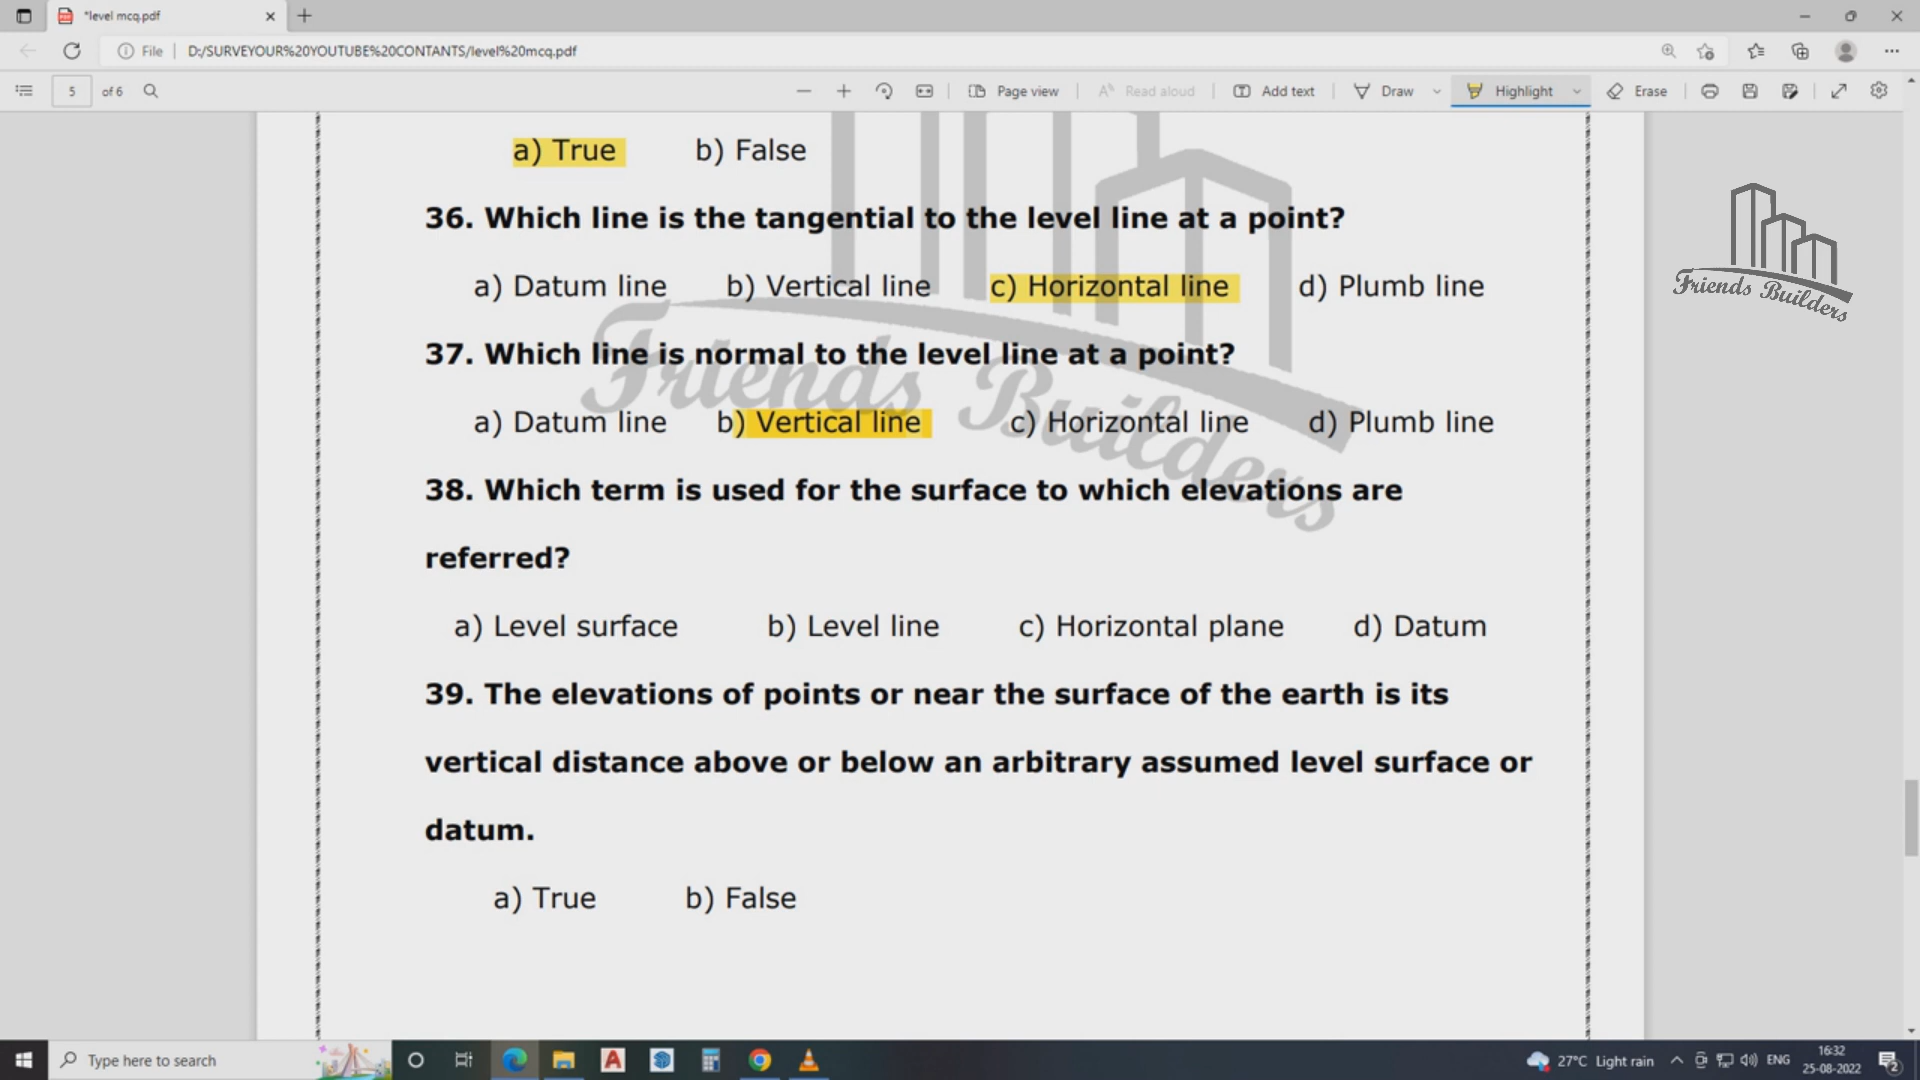 *level mcq.pdf
File
D:/SURVEYOUR%20YOUTUBE%20CONTANTS/level%20mcq.pdf
5 of 6
Page view
Read aloud
Add text
Draw
Highlight
Erase
a) True b) False
36. Which line is the tangential to the level line at a point?
a) Datum line b) Vertical line c) Horizontal line d) Plumb line
37. Which line is normal to the level line at a point?
a) Datum line b) Vertical line c) Horizontal line d) Plumb line
38. Which term is used for the surface to which elevations are
referred?
a) Level surface b) Level line c) Horizontal plane d) Datum
39. The elevations of points or near the surface of the earth is its
vertical distance above or below an arbitrary assumed level surface or
datum.
a) True b) False
Friends Builders
Friends Builders
Type here to search
27°C Light rain
ENG
16:32
25-08-2022
2